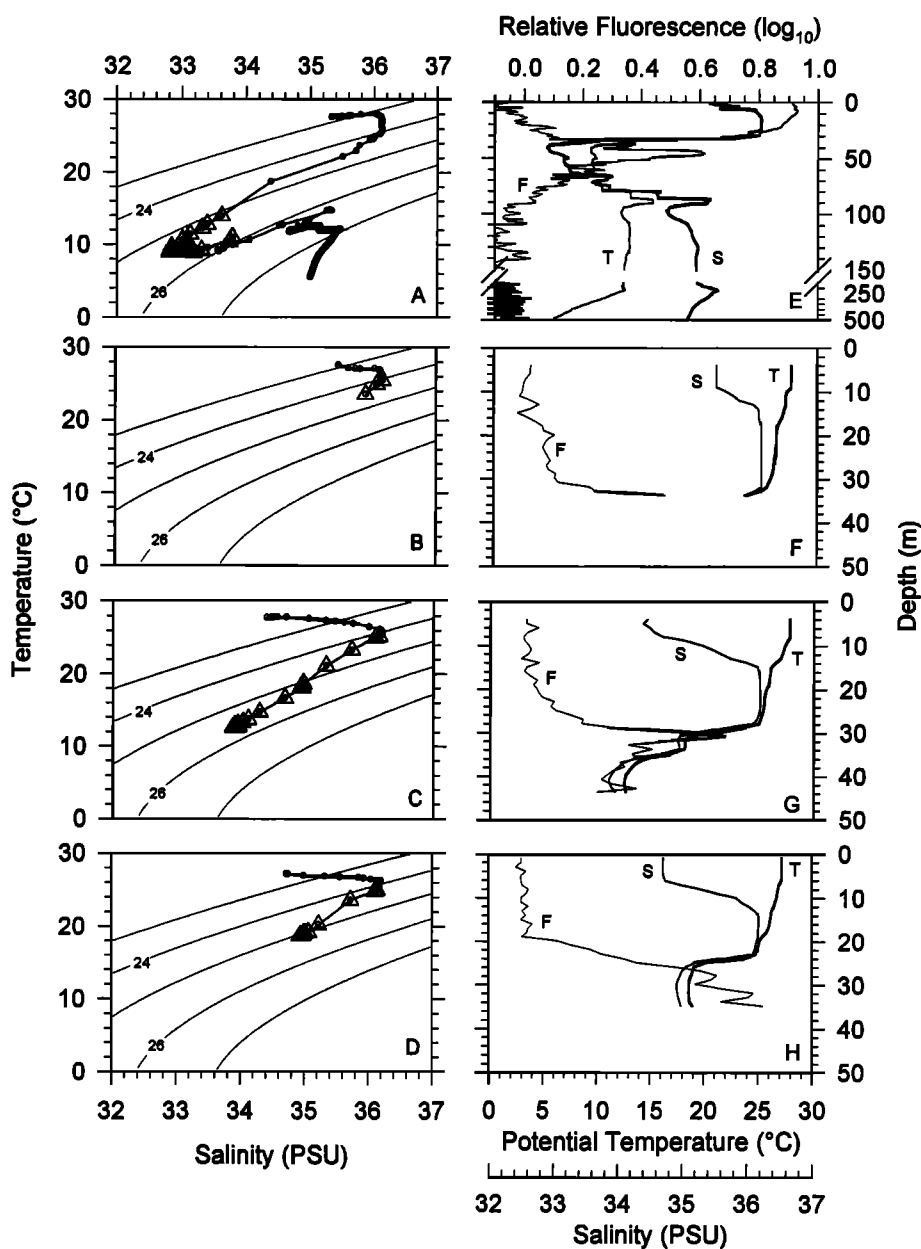 Relative Fluorescence (log10)
32 33 34 35 36 37
0.0 0.2 0.4 0.6 0.8 1.0
30
20
10
0
24
26
A
F
T
S
E
0
50
100
150
250
500
30
20
10
0
24
26
B
S
T
F
F
0
10
20
30
40
50
Temperature (°C)
Depth (m)
30
20
10
0
24
26
C
S
T
F
G
0
10
20
30
40
50
30
20
10
0
24
26
D
S
T
F
H
0
10
20
30
40
50
32 33 34 35 36 37
Salinity (PSU)
0 5 10 15 20 25 30
Potential Temperature (°C)
32 33 34 35 36 37
Salinity (PSU)